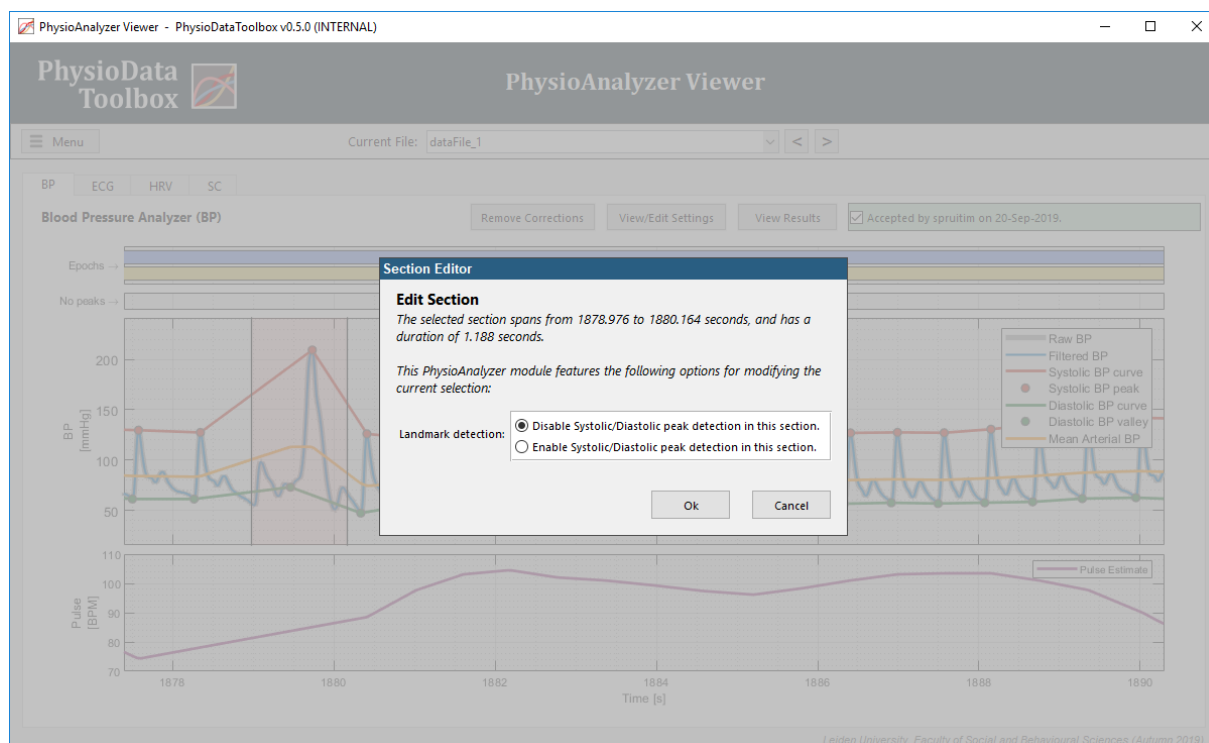 PhysioAnalyzer Viewer - PhysioDataToolbox v0.5.0 (INTERNAL)
PhysioData
Toolbox
PhysioAnalyzer Viewer
Menu
Current File: dataFile_1
< >
BP ECG HRV SC
Blood Pressure Analyzer (BP)
Remove Corrections
View/Edit Settings
View Results
Accepted by spruitim on 20-Sep-2019.
Epochs →
No peaks →
Section Editor
Edit Section
The selected section spans from 1878.976 to 1880.164 seconds, and has a
duration of 1.188 seconds.
This PhysioAnalyzer module features the following options for modifying the
current selection:
Landmark detection:
Disable Systolic/Diastolic peak detection in this section.
Enable Systolic/Diastolic peak detection in this section.
Ok
Cancel
Raw BP
Filtered BP
Systolic BP curve
Systolic BP peak
Diastolic BP curve
Diastolic BP valley
Mean Arterial BP
BP
[mmHg]
200
150
100
50
Pulse Estimate
Pulse
[BPM]
110
100
90
80
70
1878 1880 1882 1884 1886 1888 1890
Time [s]
Leiden University, Faculty of Social and Behavioural Sciences (Autumn 2019)